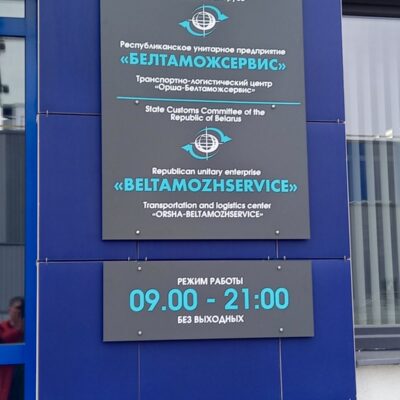 Республиканское унитарное предприятие
«БЕЛТАМОЖСЕРВИС»
Транспортно-логистический центр
«Орша-Белтаможсервис»
State Customs Committee of the
Republic of Belarus
Republican unitary enterprise
«BELTAMOZHSERVICE»
Transportation and logistics center
«ORSHA-BELTAMOZHSERVICE»
РЕЖИМ РАБОТЫ
09.00 - 21:00
БЕЗ ВЫХОДНЫХ